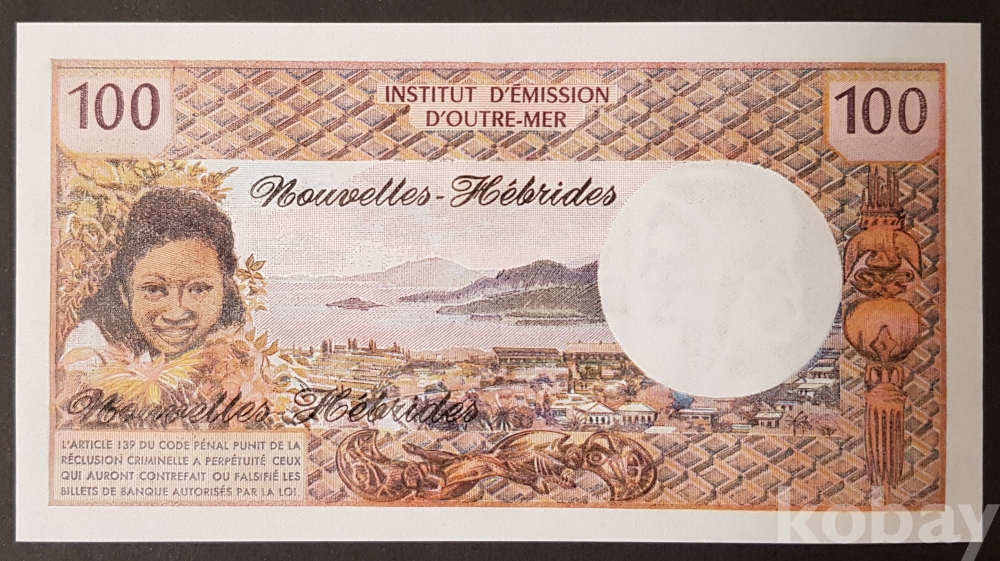 100
INSTITUT D'ÉMISSION
D'OUTRE-MER
100
Nouvelles-Hébrides
Nouvelles Hébrides
L'ARTICLE 139 DU CODE PÉNAL PUNIT DE LA
RÉCLUSION CRIMINELLE A PERPÉTUITÉ CEUX
QUI AURONT CONTREFAIT OU FALSIFIÉ LES
BILLETS DE BANQUE AUTORISÉS PAR LA LOI.
kobay